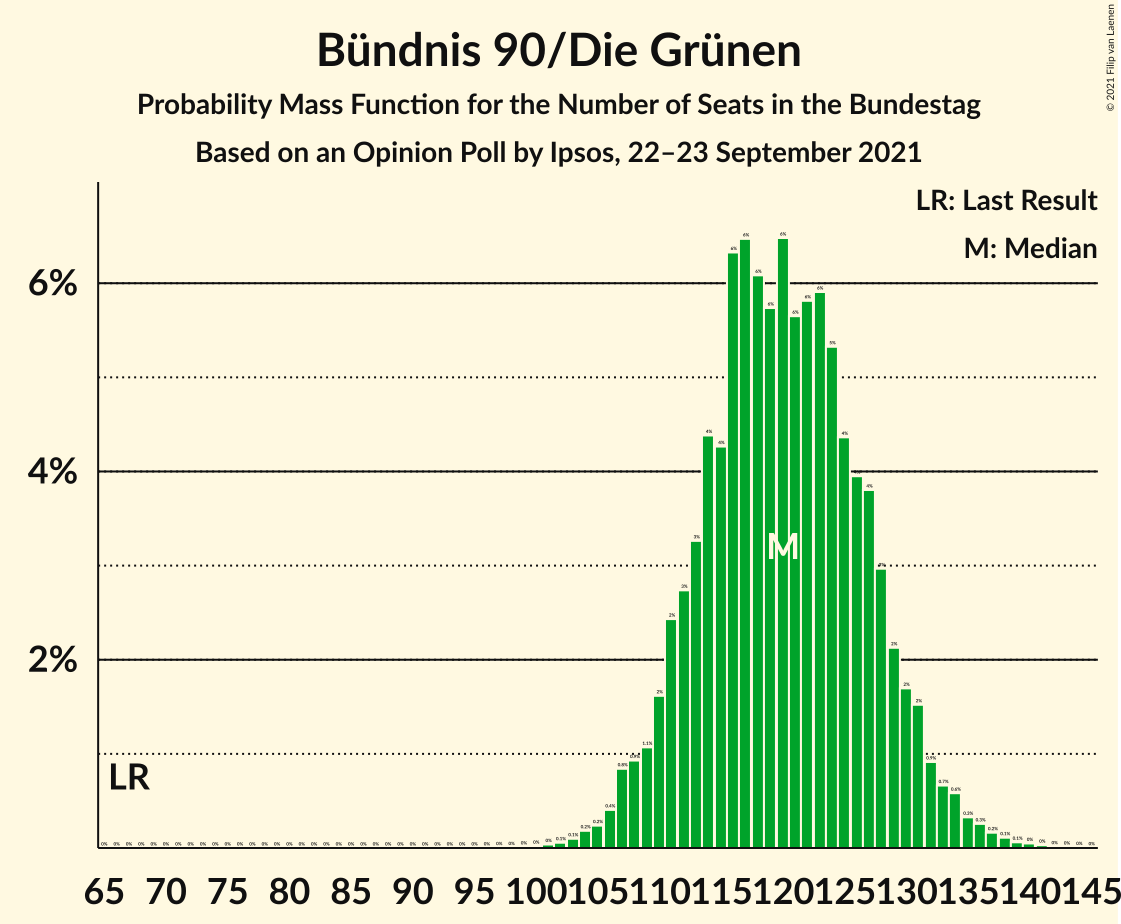 Bündnis 90/Die Grünen
Probability Mass Function for the Number of Seats in the Bundestag
Based on an Opinion Poll by Ipsos, 22–23 September 2021
© 2021 Filip van Laenen
LR: Last Result
M: Median
6%
4%
2%
LR
M
65 70 75 80 85 90 95 100 105 110 115 120 125 130 135 140 145